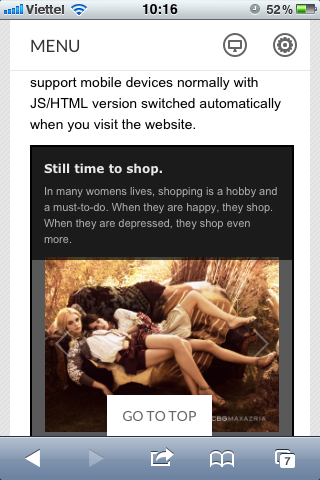 Viettel 10:16 52%
MENU
support mobile devices normally with
JS/HTML version switched automatically
when you visit the website.
Still time to shop.
In many womens lives, shopping is a hobby and
a must-to-do. When they are happy, they shop.
When they are depressed, they shop even
more.
CBGMAXAZRIA
GO TO TOP
7